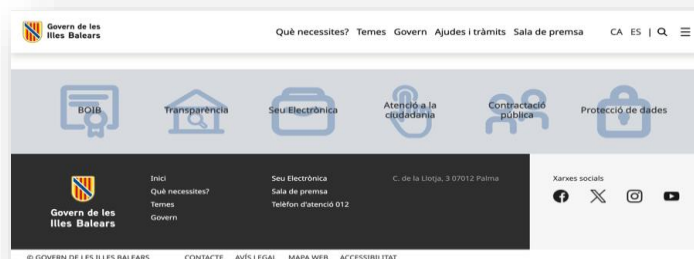 Govern de les
Illes Balears
Què necessites? Temes Govern Ajudes i tràmits Sala de premsa CA ES |
BOIB
Transparència
Seu Electrònica
Atenció a la
ciudadania
Contractació
pública
Protecció de dades
Govern de les
Illes Balears
Inici
Què necessites?
Temes
Govern
Seu Electrònica
Sala de premsa
Telèfon d'atenció 012
C. de la Llotja, 3 07012 Palma
Xarxes socials
© GOVERN DE LES ILLES BALEARS CONTACTE AVÍS LEGAL MAPA WEB ACCESSIBILITAT